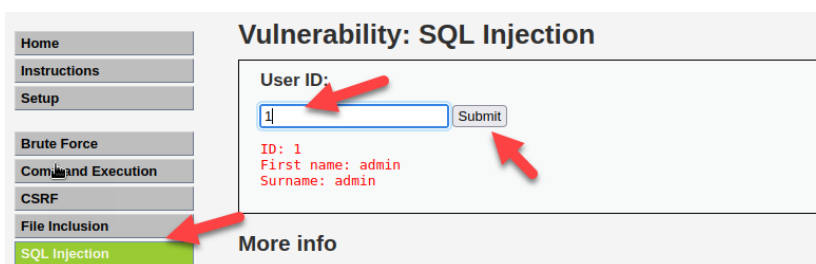 Home
Instructions
Setup
Brute Force
Command Execution
CSRF
File Inclusion
SQL Injection
Vulnerability: SQL Injection
User ID:
1
Submit
ID: 1
First name: admin
Surname: admin
More info